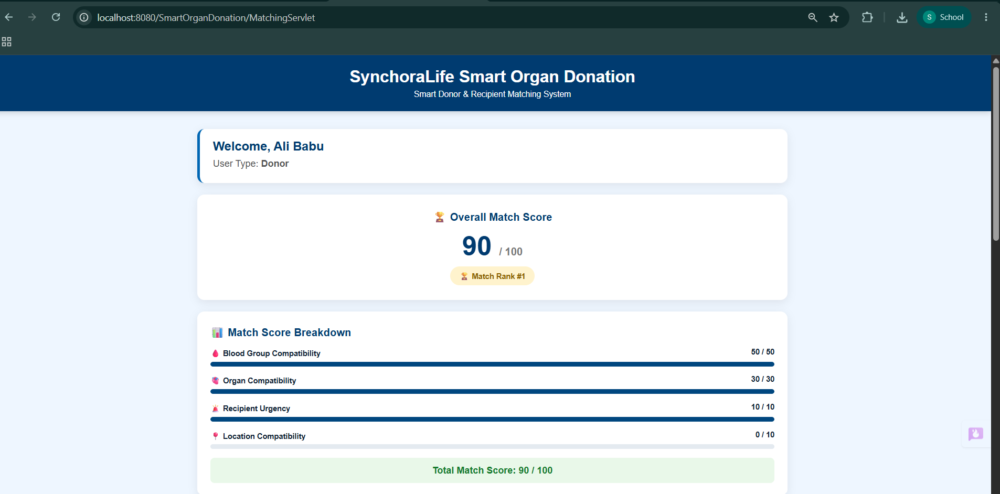 localhost:8080/SmartOrganDonation/MatchingServlet
S School
SynchoraLife Smart Organ Donation
Smart Donor & Recipient Matching System
Welcome, Ali Babu
User Type: Donor
🏆 Overall Match Score
90 / 100
🏆 Match Rank #1
📊 Match Score Breakdown
🩸 Blood Group Compatibility 50 / 50
🫀 Organ Compatibility 30 / 30
🚨 Recipient Urgency 10 / 10
📍 Location Compatibility 0 / 10
Total Match Score: 90 / 100